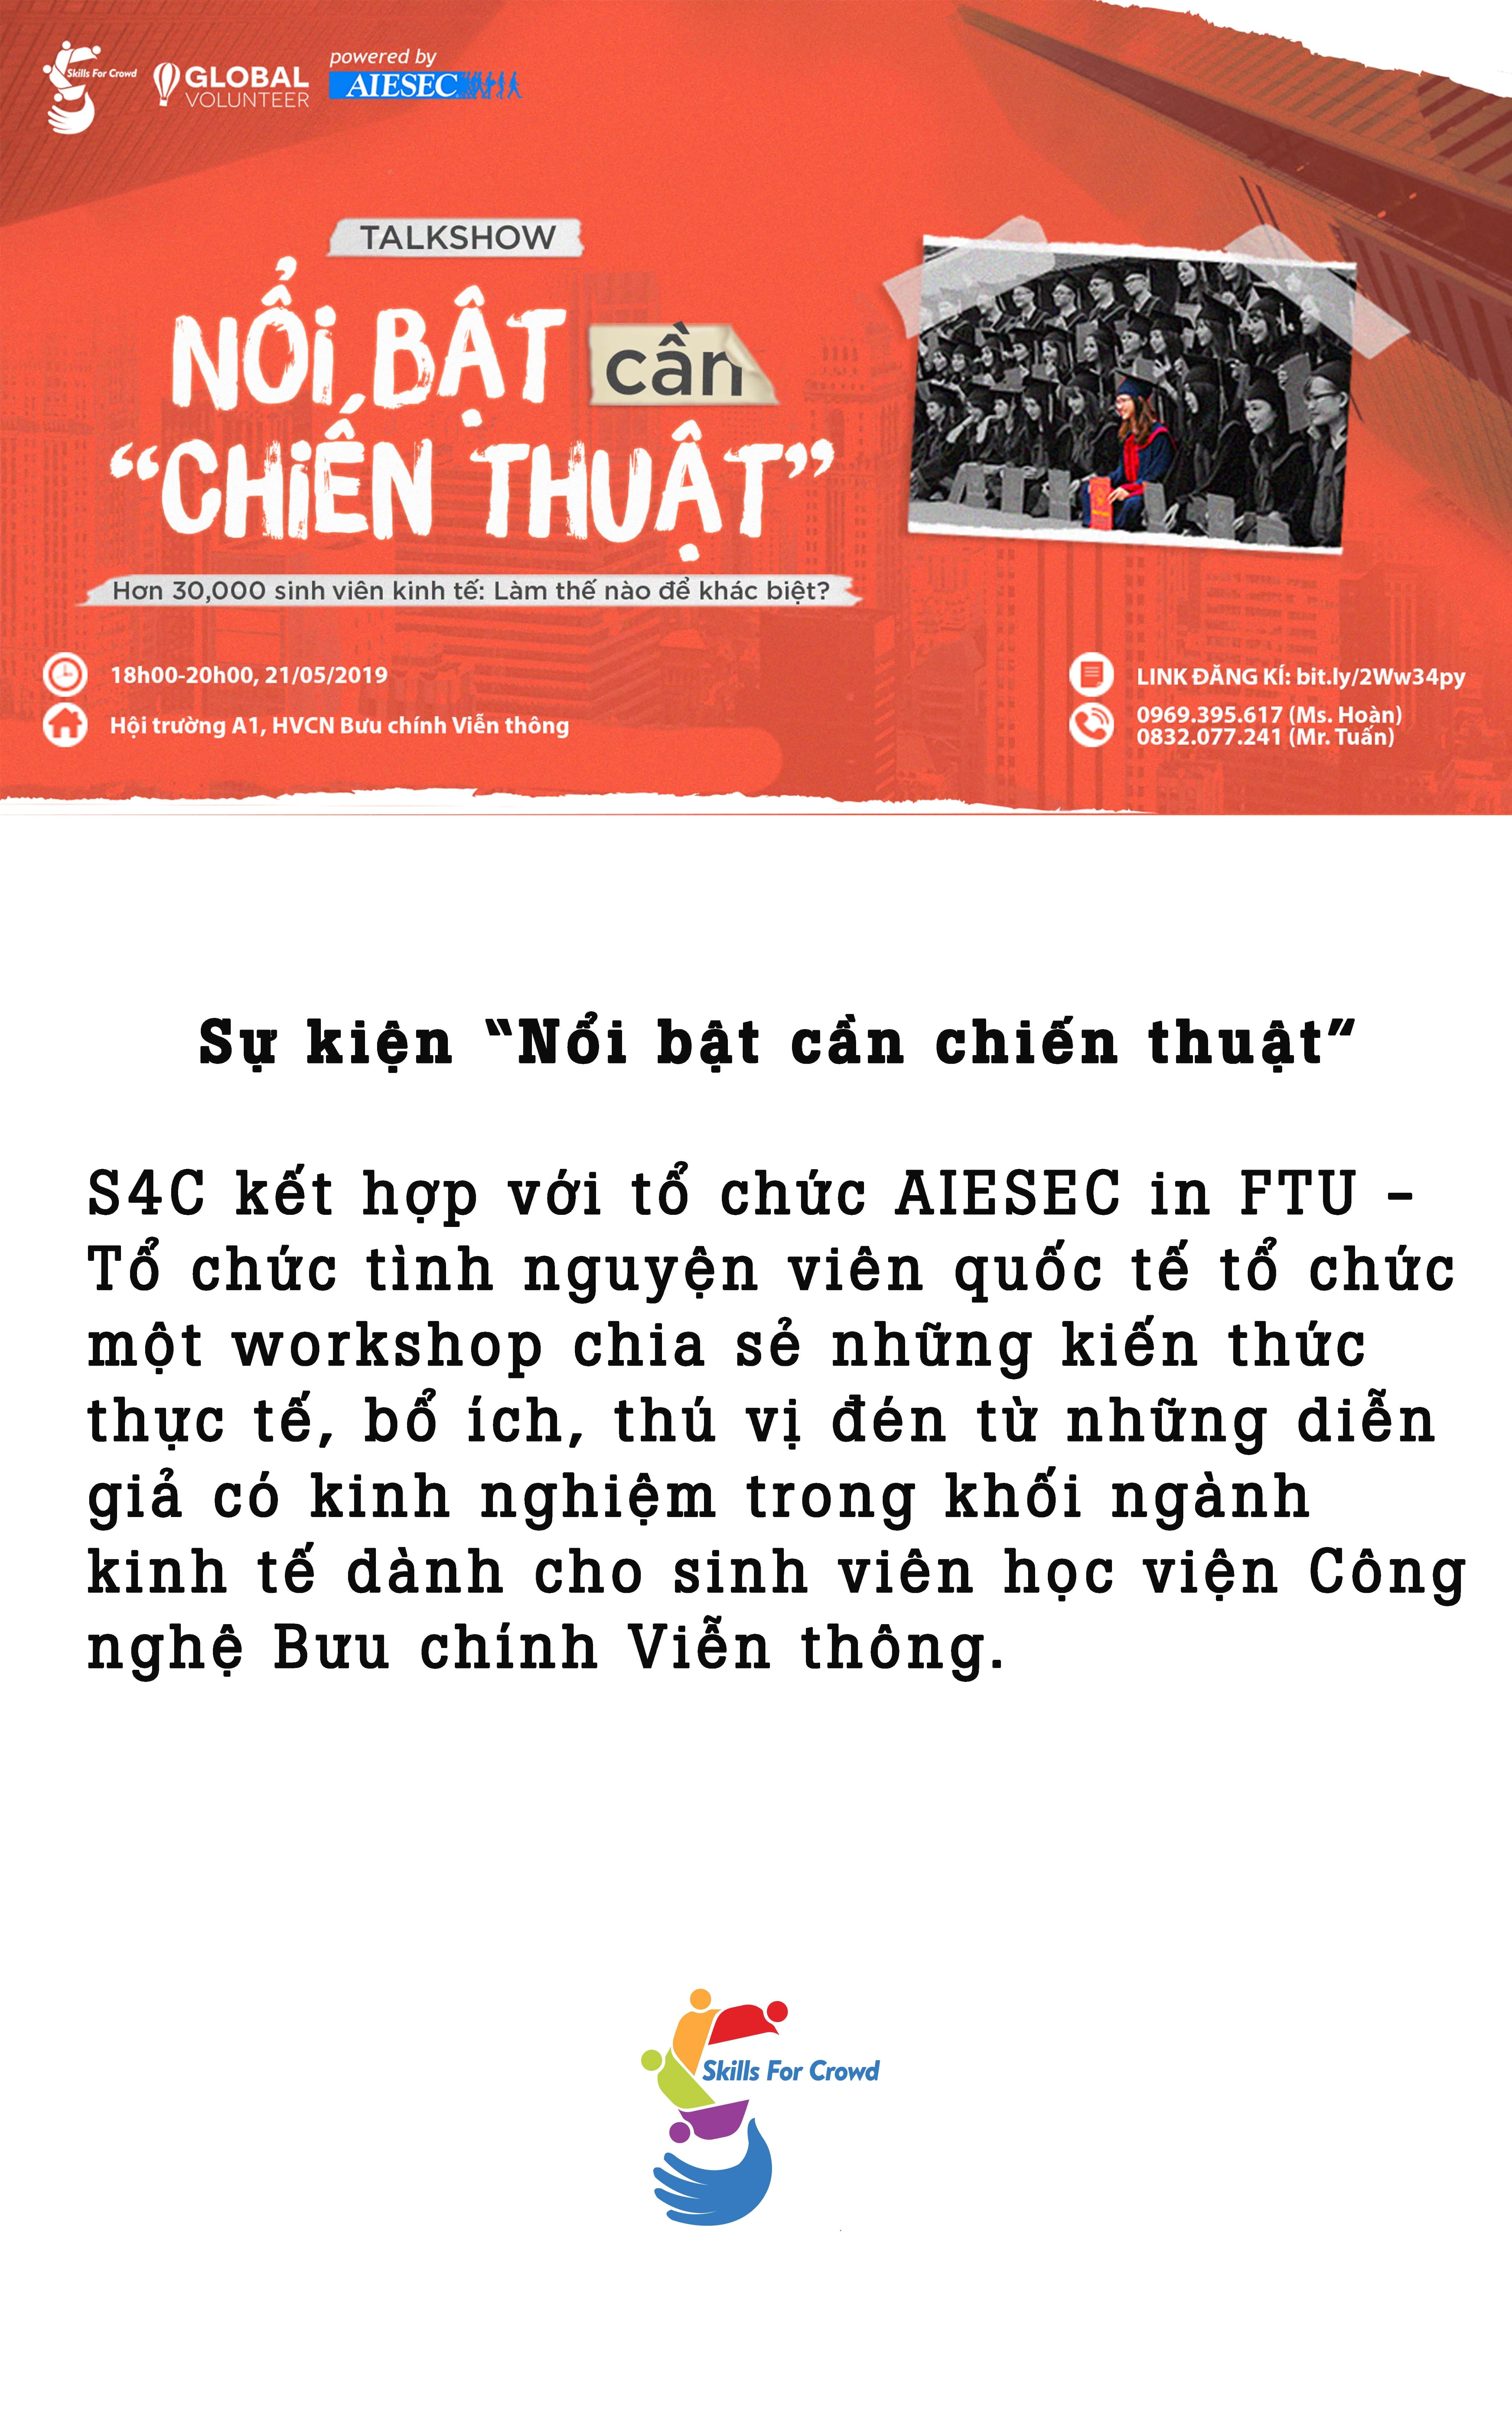 Skills For Crowd
GLOBAL
VOLUNTEER
powered by
AIESEC
TALKSHOW
NỔI BẬT cần
“CHIẾN THUẬT”
Hơn 30,000 sinh viên kinh tế: Làm thế nào để khác biệt?
18h00-20h00, 21/05/2019
Hội trường A1, HVCN Bưu chính Viễn thông
LINK ĐĂNG KÍ: bit.ly/2Ww34py
0969.395.617 (Ms. Hoàn)
0832.077.241 (Mr. Tuấn)
Sự kiện “Nổi bật cần chiến thuật”
S4C kết hợp với tổ chức AIESEC in FTU –
Tổ chức tình nguyện viên quốc tế tổ chức
một workshop chia sẻ những kiến thức
thực tế, bổ ích, thú vị đén từ những diễn
giả có kinh nghiệm trong khối ngành
kinh tế dành cho sinh viên học viện Công
nghệ Bưu chính Viễn thông.
Skills For Crowd